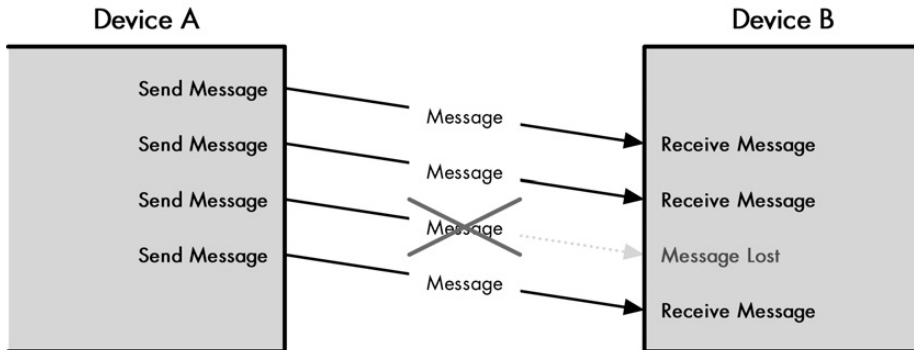 Device A
Device B
Send Message
Message
Receive Message
Send Message
Message
Receive Message
Send Message
Message
Message Lost
Send Message
Message
Receive Message